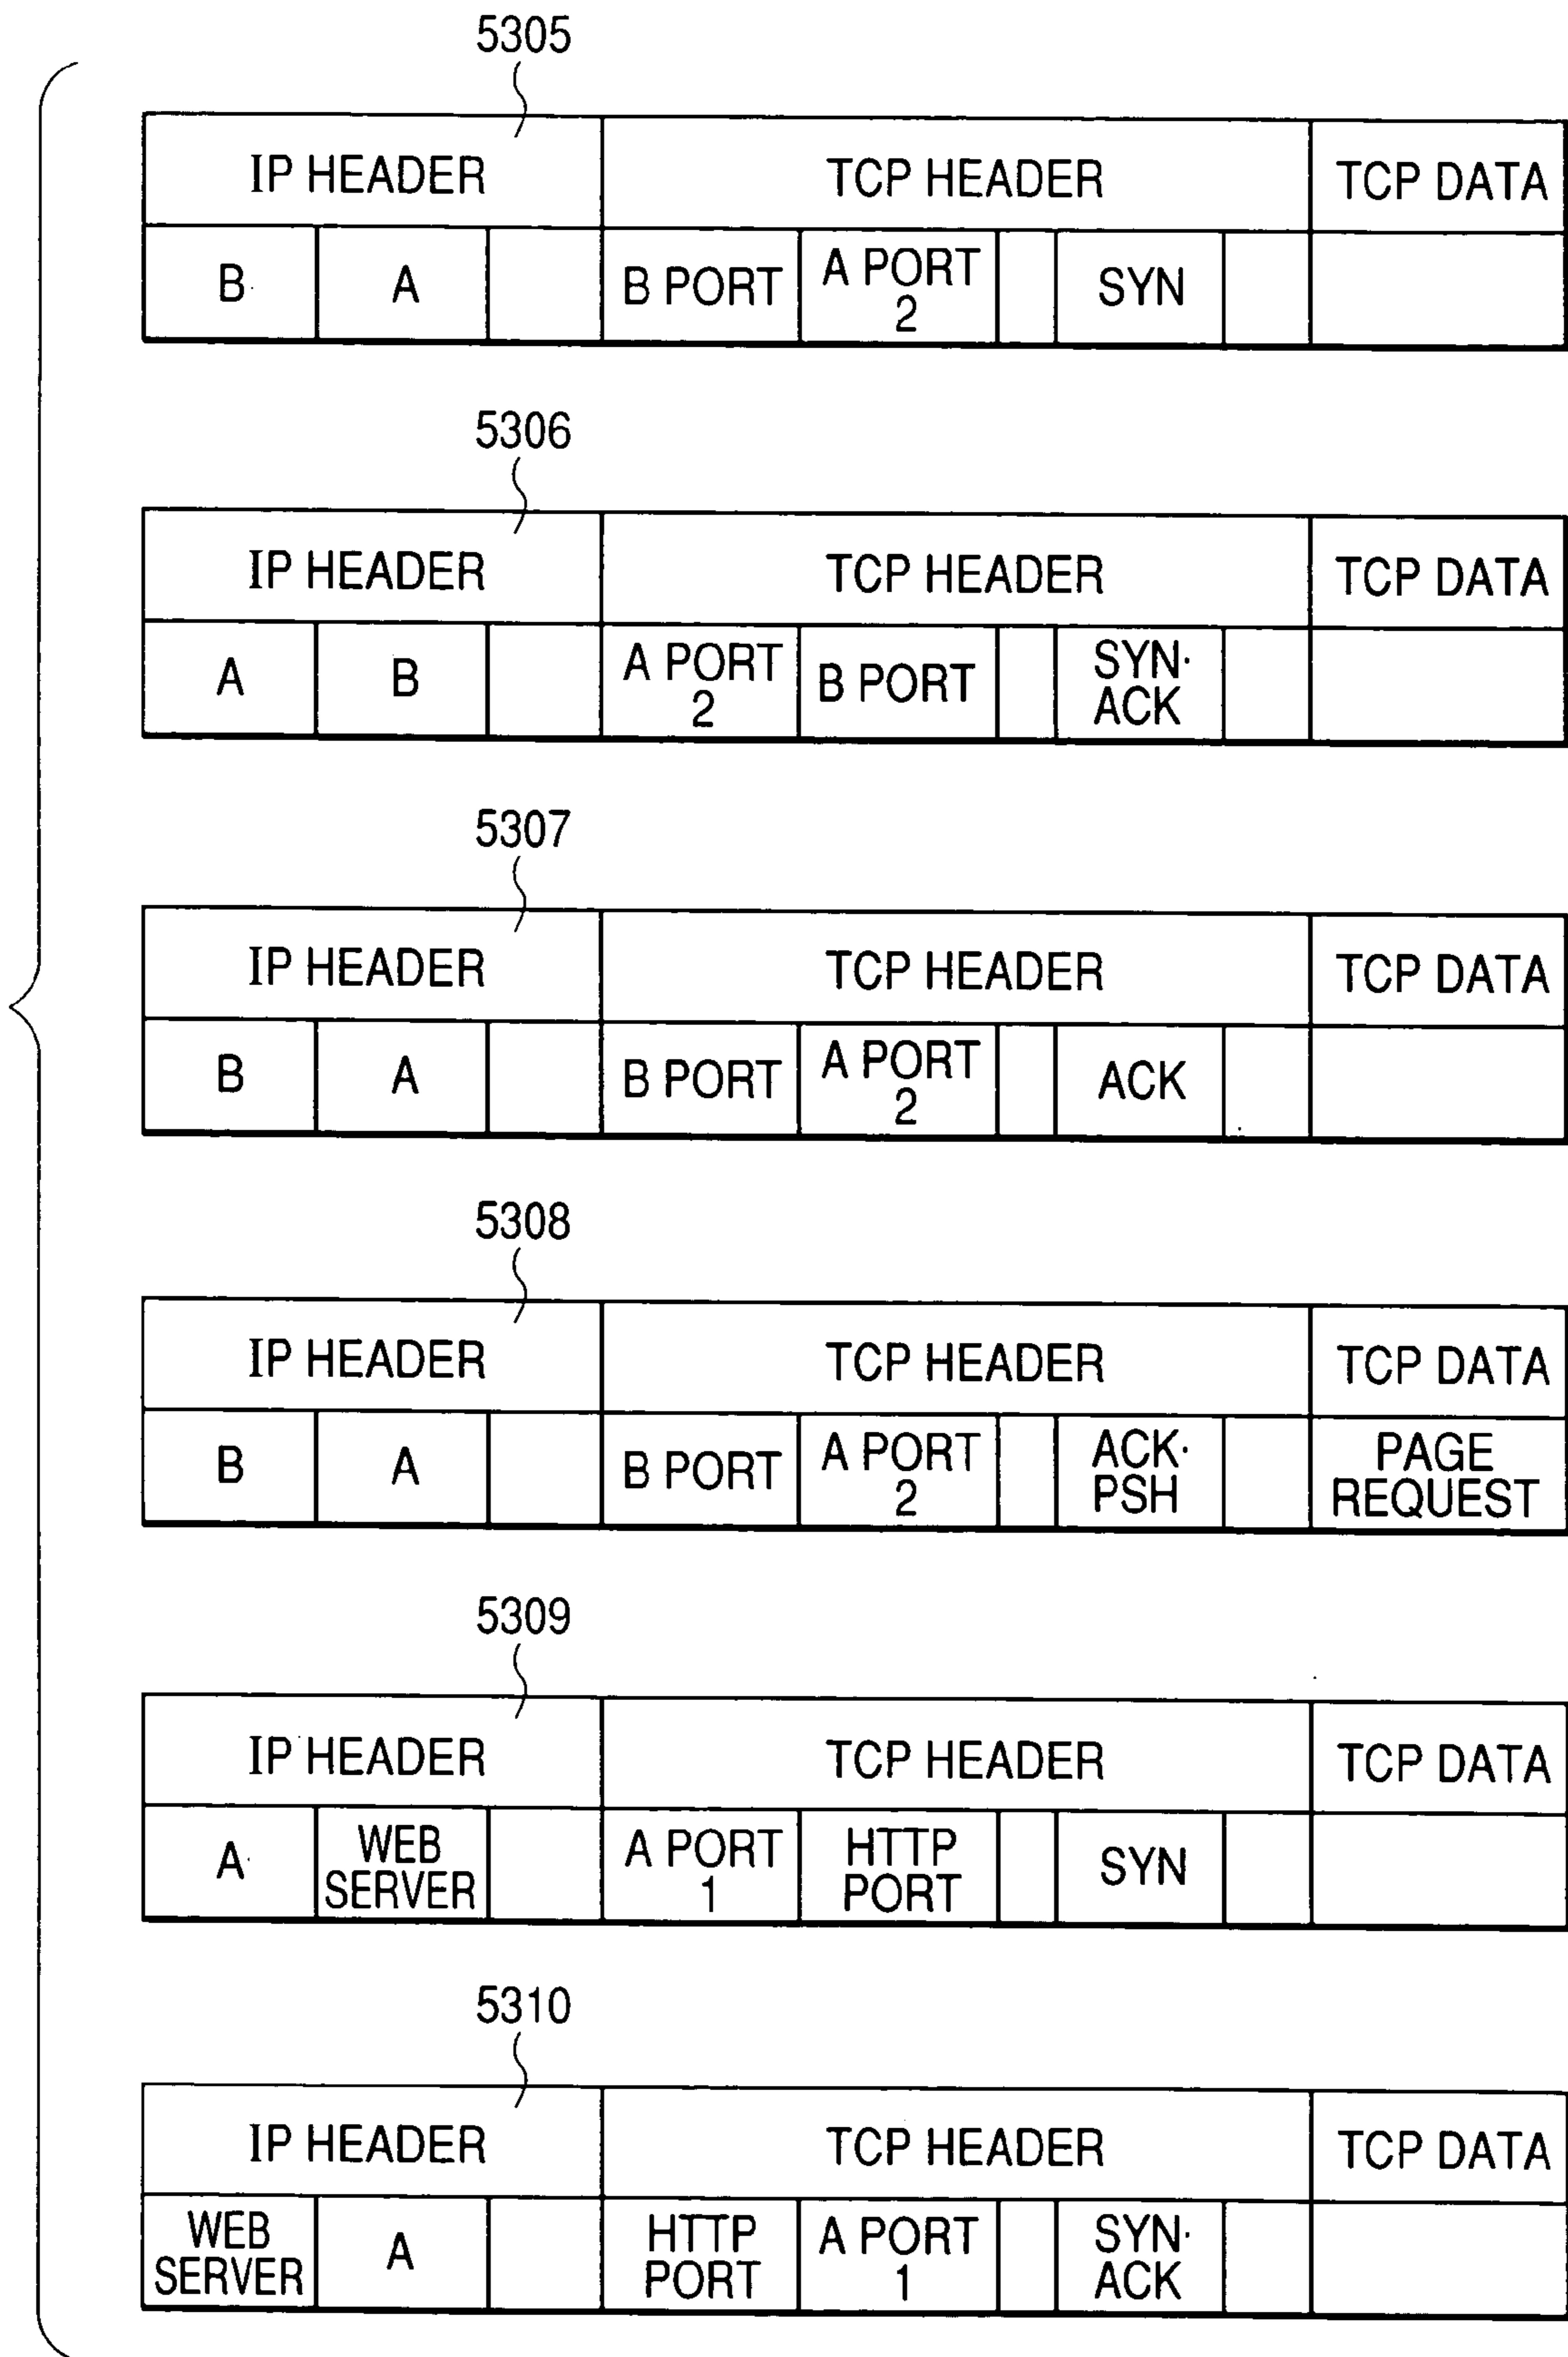 5305
IP HEADER TCP HEADER TCP DATA
B A B PORT A PORT 2 SYN
5306
IP HEADER TCP HEADER TCP DATA
A B A PORT 2 B PORT SYN· ACK
5307
IP HEADER TCP HEADER TCP DATA
B A B PORT A PORT 2 ACK
5308
IP HEADER TCP HEADER TCP DATA
B A B PORT A PORT 2 ACK· PSH PAGE REQUEST
5309
IP HEADER TCP HEADER TCP DATA
A WEB SERVER A PORT 1 HTTP PORT SYN
5310
IP HEADER TCP HEADER TCP DATA
WEB SERVER A HTTP PORT A PORT 1 SYN· ACK